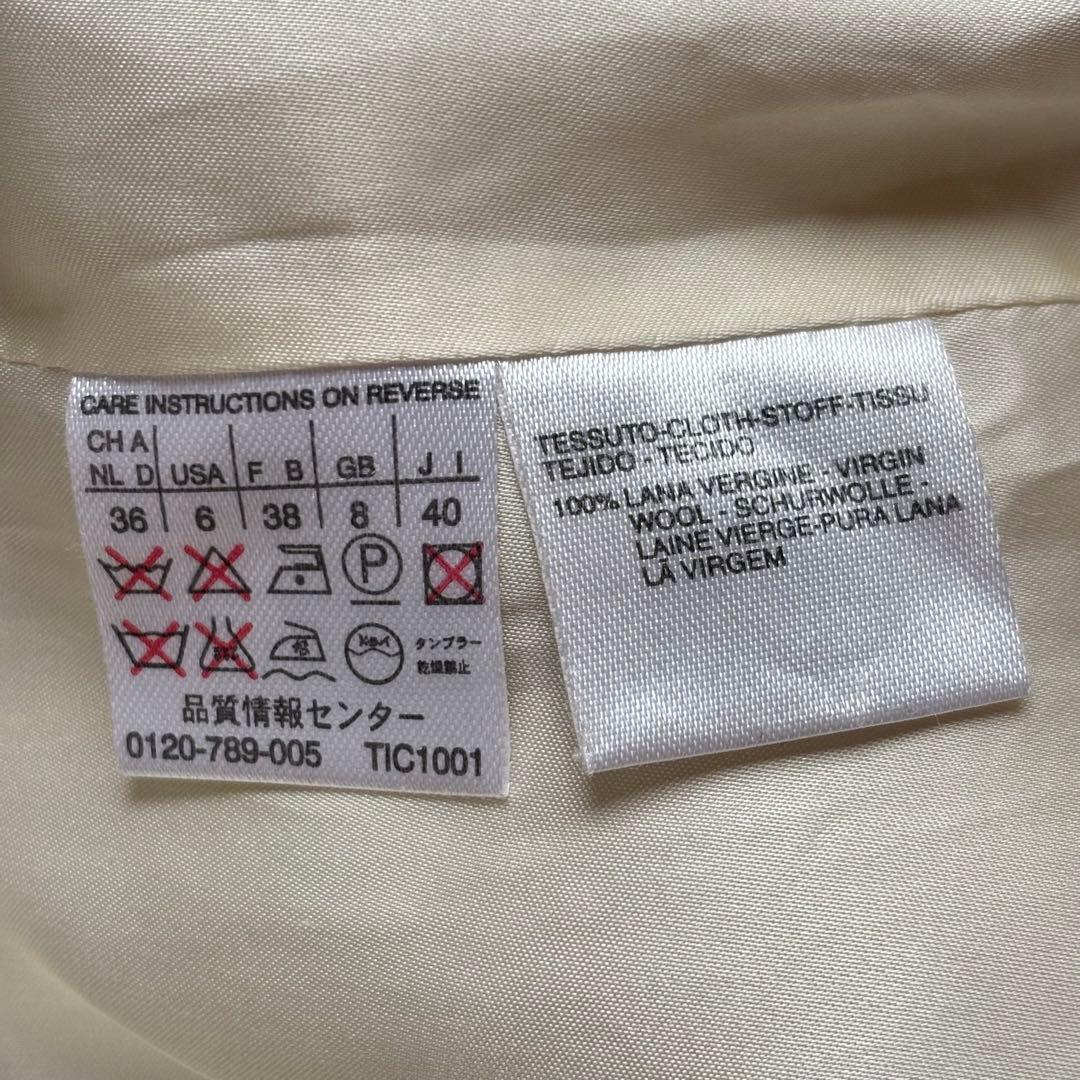 CARE INSTRUCTIONS ON REVERSE
CH A
NL D USA F B GB J I
36 6 38 8 40
P
タンブラー
乾燥禁止
品質情報センター
0120-789-005 TIC1001
TESSUTO-CLOTH-STOFF-TISSU
TEJIDO - TECIDO
100% LANA VERGINE - VIRGIN
WOOL - SCHURWOLLE -
LAINE VIERGE-PURA LANA
LA VIRGEM